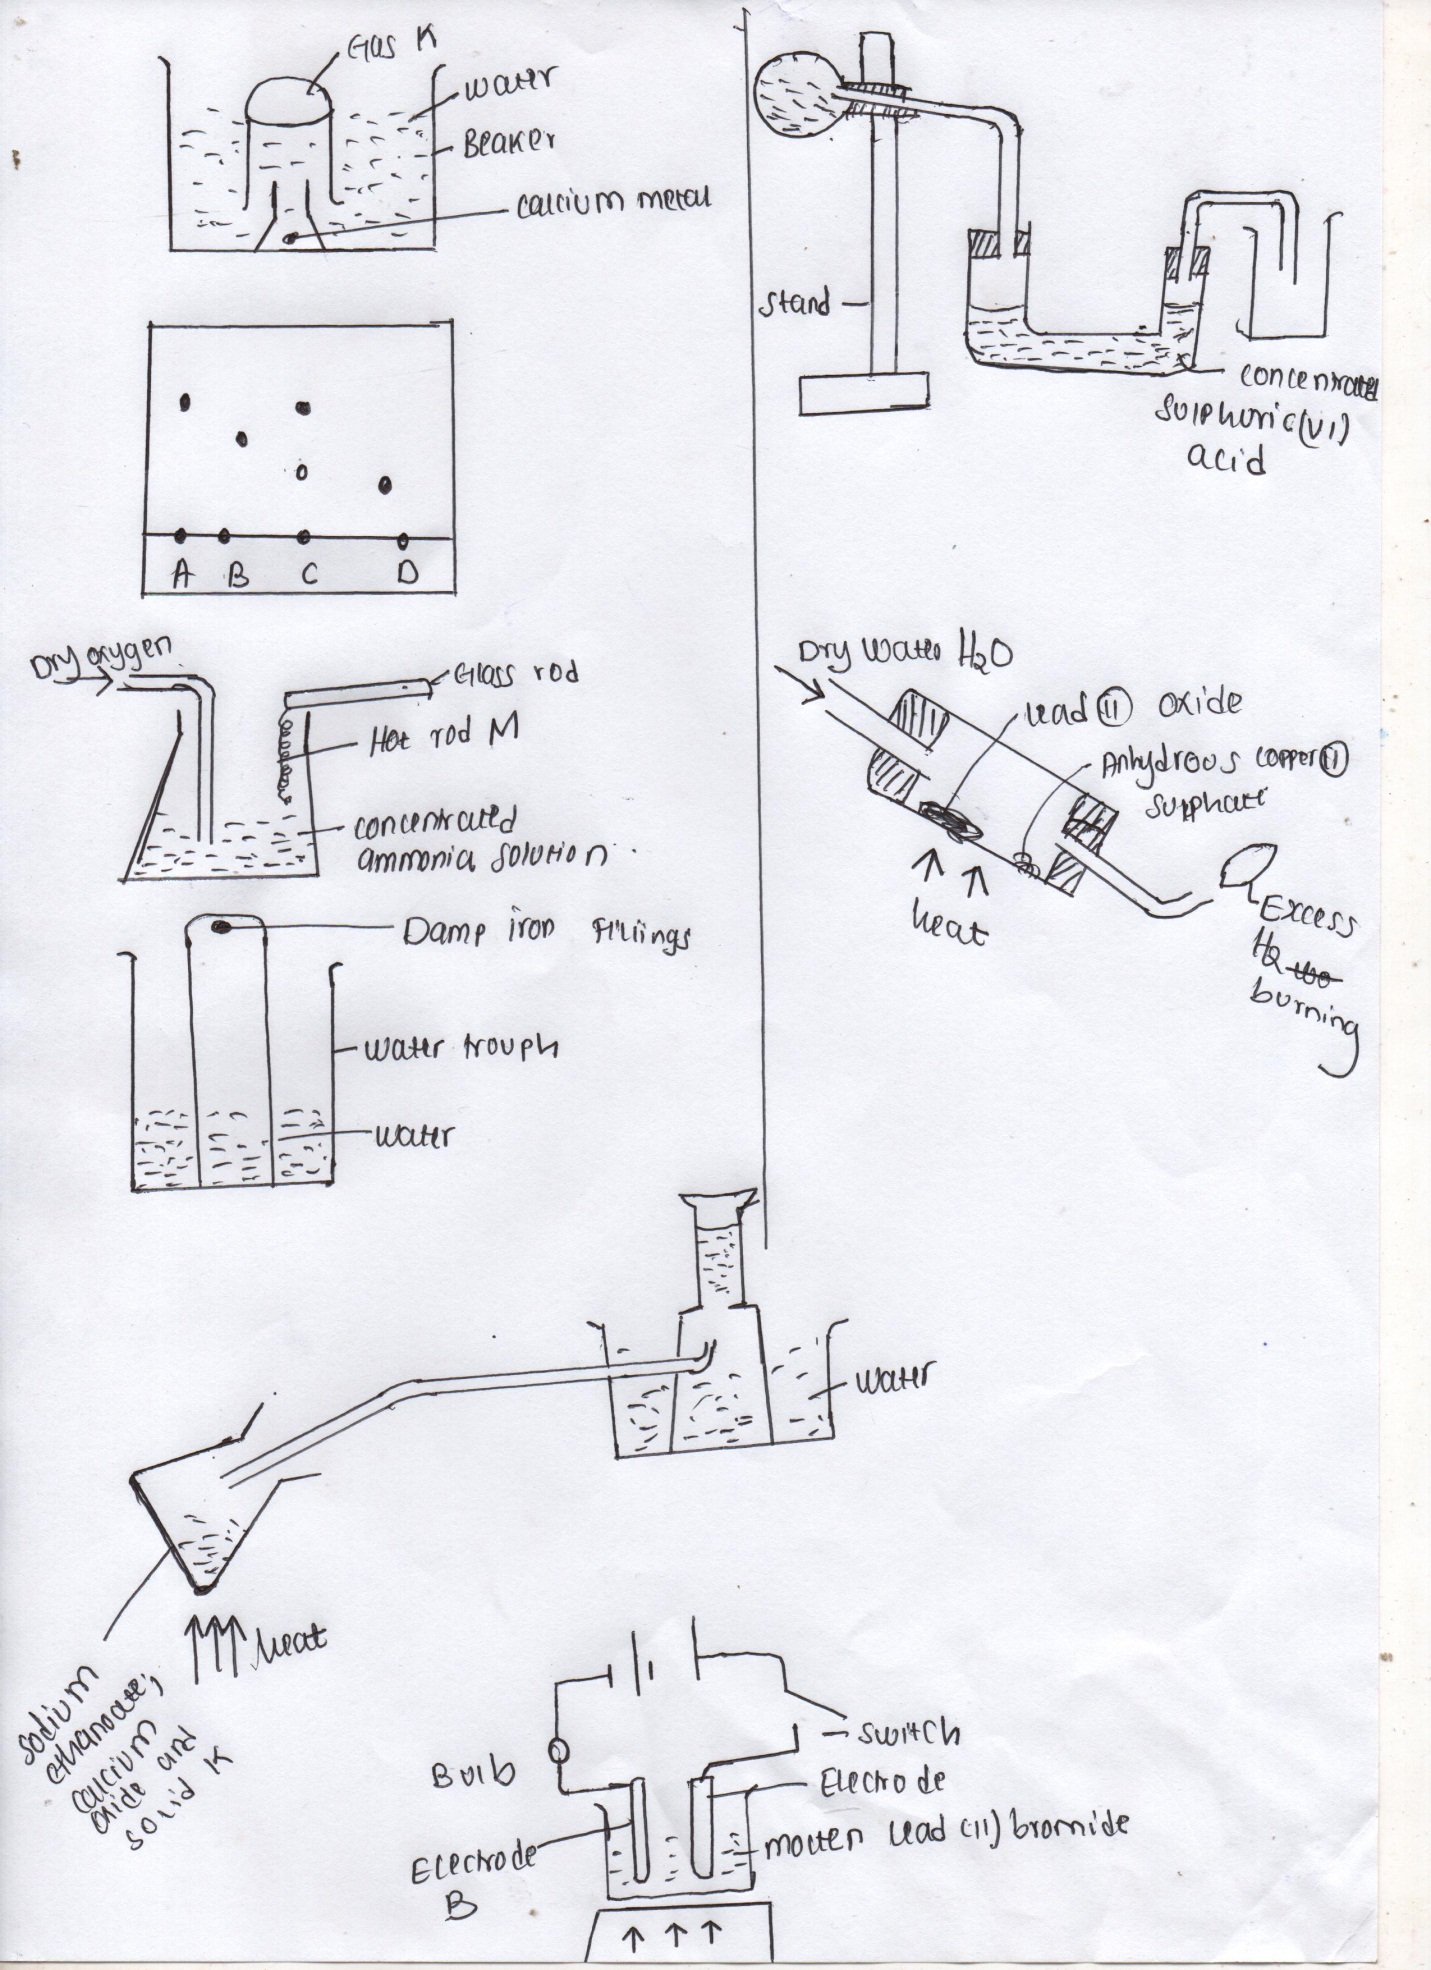 Gas K
water
Beaker
calcium metal
A B C D
Dry oxygen
Glass rod
Hot rod M
concentrated
ammonia solution.
Damp iron Fillings
water trouph
water
stand
concentrated
sulphuric(VI)
acid
Dry Water H2O
Lead (II) oxide
Anhydrous copper (II)
sulphate
heat
Excess
H2
burning
water
heat
sodium
ethanoate,
calcium
oxide and
solid K
switch
Bulb
Electrode
molten Lead (II) bromide
Electrode
B